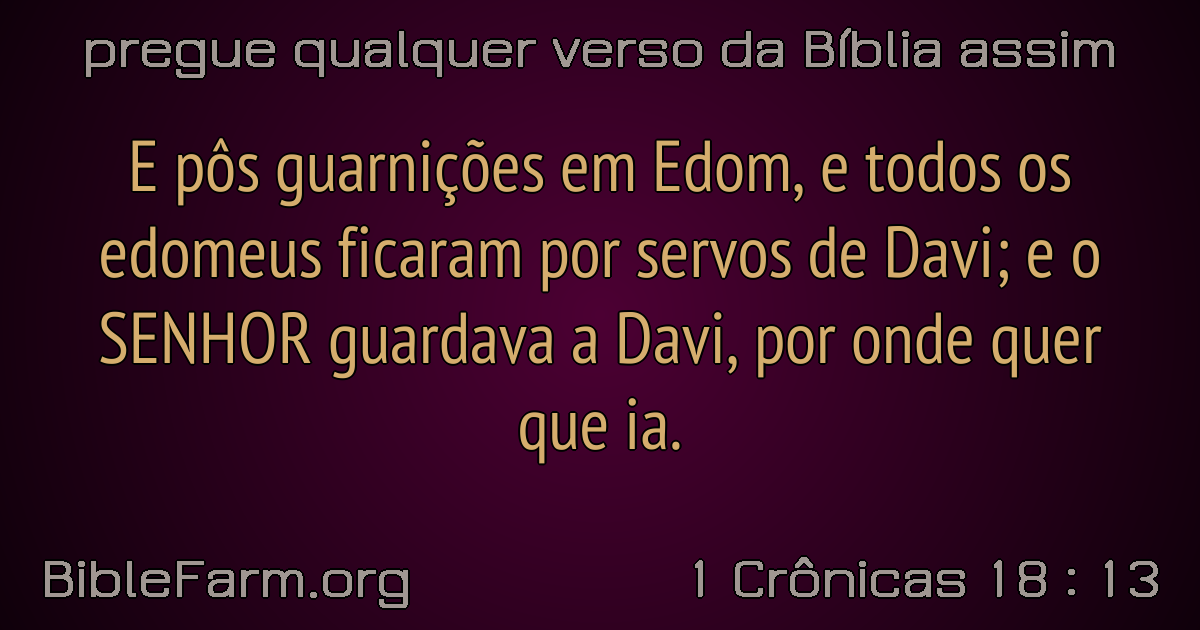 pregue qualquer verso da Bíblia assim
E pôs guarnições em Edom, e todos os
edomeus ficaram por servos de Davi; e o
SENHOR guardava a Davi, por onde quer
que ia.
BibleFarm.org
1 Crônicas 18 : 13